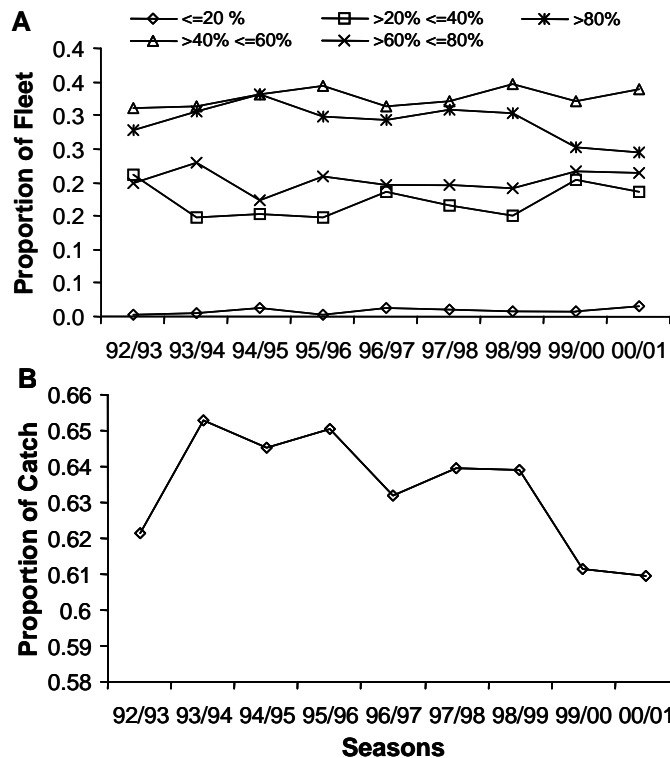 A
<=20 % >20% <=40% >80%
>40% <=60% >60% <=80%
Proportion of Fleet
0.4
0.4
0.3
0.3
0.2
0.2
0.1
0.1
0.0
92/93 93/94 94/95 95/96 96/97 97/98 98/99 99/00 00/01
B
Proportion of Catch
0.66
0.65
0.64
0.63
0.62
0.61
0.6
0.59
0.58
92/93 93/94 94/95 95/96 96/97 97/98 98/99 99/00 00/01
Seasons